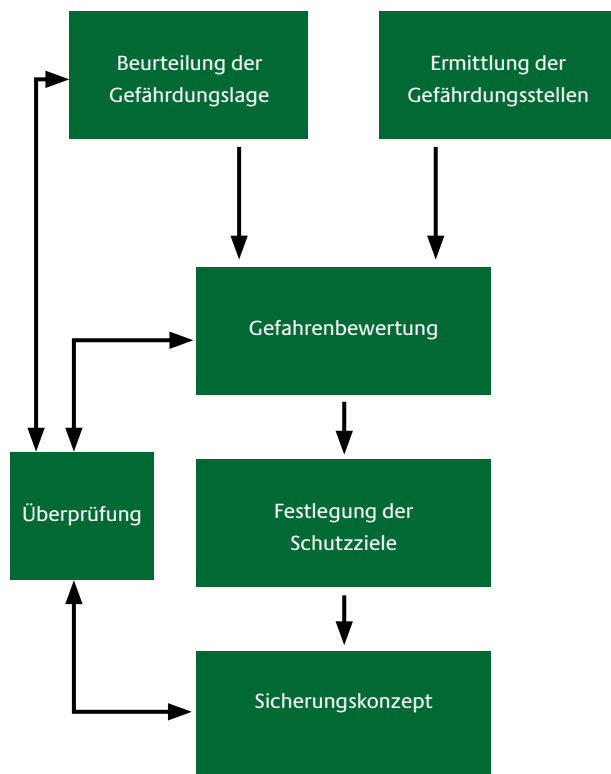 Beurteilung der
Gefährdungslage
Ermittlung der
Gefährdungsstellen
Gefahrenbewertung
Überprüfung
Festlegung der
Schutzziele
Sicherungskonzept